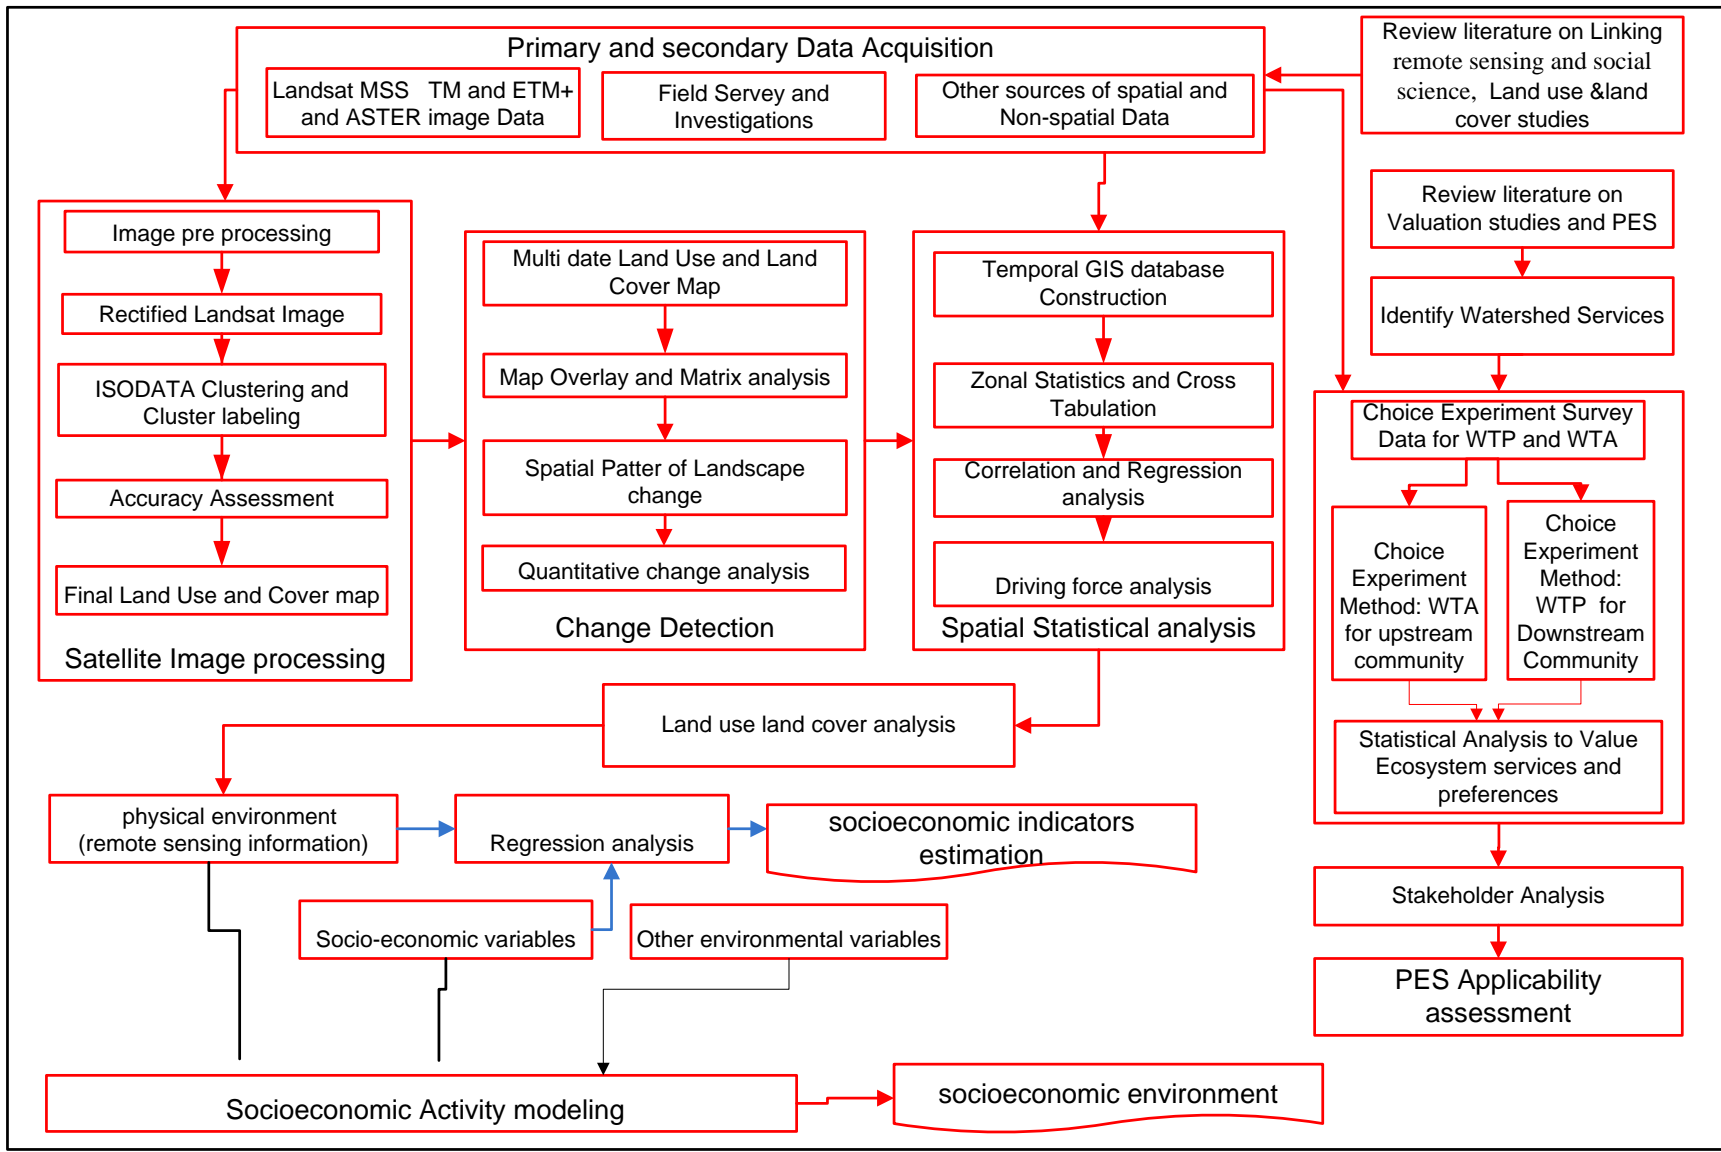 Primary and secondary Data Acquisition
Landsat MSS TM and ETM+
and ASTER image Data
Field Servey and
Investigations
Other sources of spatial and
Non-spatial Data
Review literature on Linking
remote sensing and social
science, Land use &land
cover studies
Review literature on
Valuation studies and PES
Identify Watershed Services
Image pre processing
Rectified Landsat Image
ISODATA Clustering and
Cluster labeling
Accuracy Assessment
Final Land Use and Cover map
Satellite Image processing
Multi date Land Use and Land
Cover Map
Map Overlay and Matrix analysis
Spatial Patter of Landscape
change
Quantitative change analysis
Change Detection
Temporal GIS database
Construction
Zonal Statistics and Cross
Tabulation
Correlation and Regression
analysis
Driving force analysis
Spatial Statistical analysis
Choice Experiment Survey
Data for WTP and WTA
Choice
Experiment
Method: WTA
for upstream
community
Choice
Experiment
Method:
WTP for
Downstream
Community
Statistical Analysis to Value
Ecosystem services and
preferences
Stakeholder Analysis
PES Applicability
assessment
Land use land cover analysis
physical environment
(remote sensing information)
Regression analysis
socioeconomic indicators
estimation
Socio-economic variables
Other environmental variables
Socioeconomic Activity modeling
socioeconomic environment